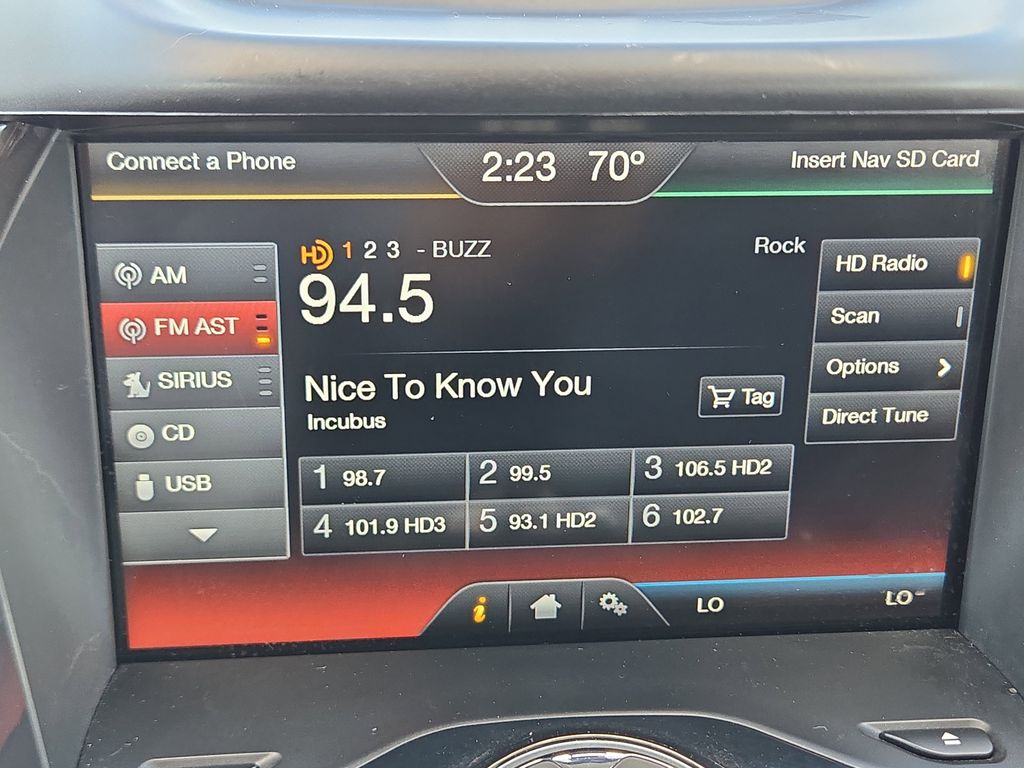 Connect a Phone
2:23 70°
Insert Nav SD Card
AM
FM AST
SIRIUS
CD
USB
HD 1 2 3 - BUZZ
Rock
94.5
Nice To Know You
Incubus
Tag
1 98.7
2 99.5
3 106.5 HD2
4 101.9 HD3
5 93.1 HD2
6 102.7
HD Radio
Scan
Options
Direct Tune
i
LO
LO